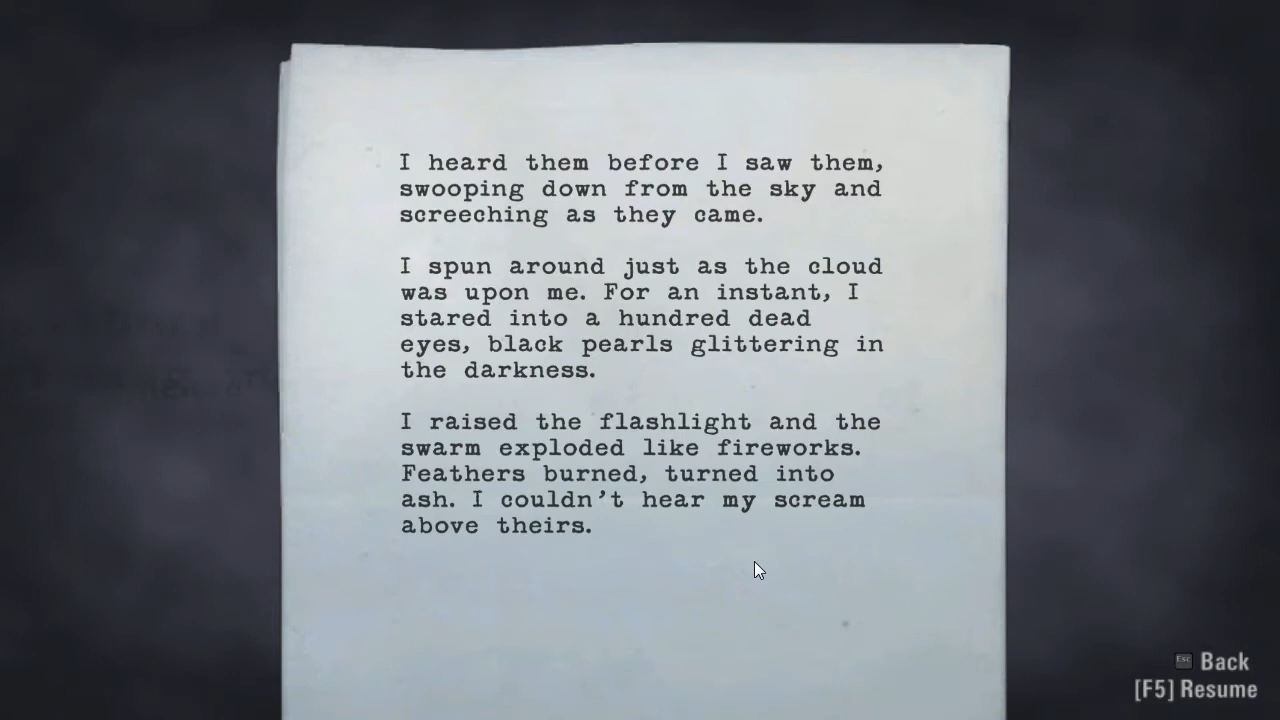 I heard them before I saw them,
swooping down from the sky and
screeching as they came.
I spun around just as the cloud
was upon me. For an instant, I
stared into a hundred dead
eyes, black pearls glittering in
the darkness.
I raised the flashlight and the
swarm exploded like fireworks.
Feathers burned, turned into
ash. I couldn't hear my scream
above theirs.
Esc Back
[F5] Resume